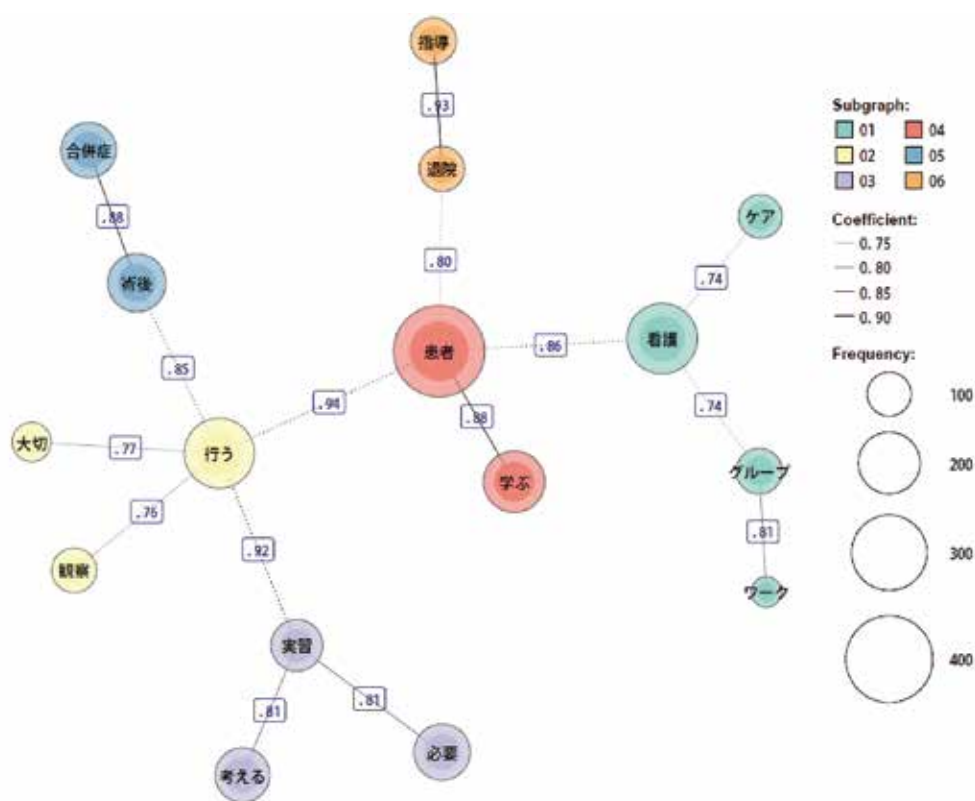 指導
.93
退院
.80
合併症
.88
術後
.85
大切
.77
行う
.76
観察
.94
患者
.88
学ぶ
.86
看護
.74
ケア
.74
グループ
.81
ワーク
.92
実習
.81
考える
.81
必要
Subgraph:
01 04
02 05
03 06
Coefficient:
0.75
0.80
0.85
0.90
Frequency:
100
200
300
400